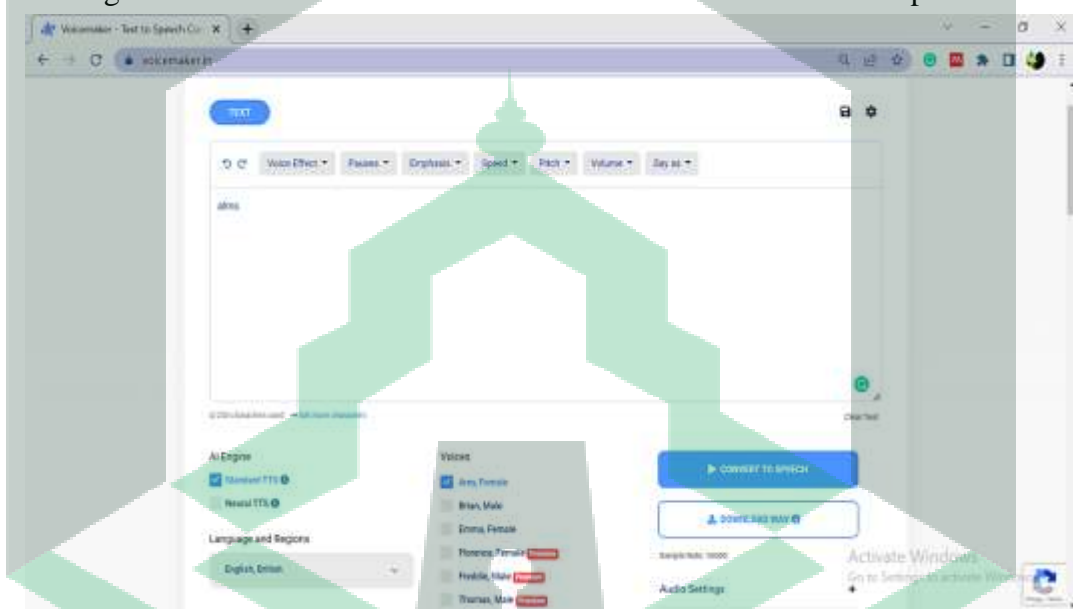 Voicemaker - Text to Speech Co
voicemaker.in
TEXT
Voice Effect Pauses Emphasis Speed Pitch Volume Say as
alms
Clear Text
AI Engine
Standard TTS
Neural TTS
Language and Regions
English, British
Voices
Amy, Female
Brian, Male
Emma, Female
Florence, Female
Freddie, Male
Thomas, Male
CONVERT TO SPEECH
DOWNLOAD WAV
Audio Settings
Activate Windows
Go to Settings to activate